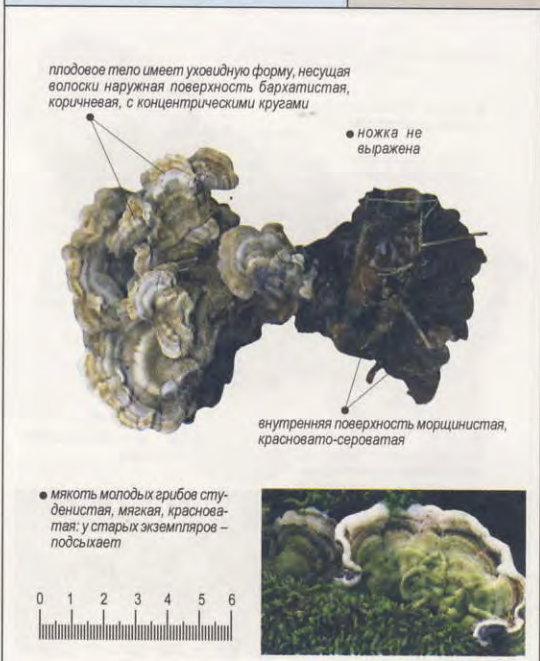 плодовое тело имеет уховидную форму, несущая
волоски наружная поверхность бархатистая,
коричневая, с концентрическими кругами
● ножка не
выражена
внутренняя поверхность морщинистая,
красновато-сероватая
● мякоть молодых грибов сту-
денистая, мягкая, краснова-
тая: у старых экземпляров –
подсыхает
0 1 2 3 4 5 6